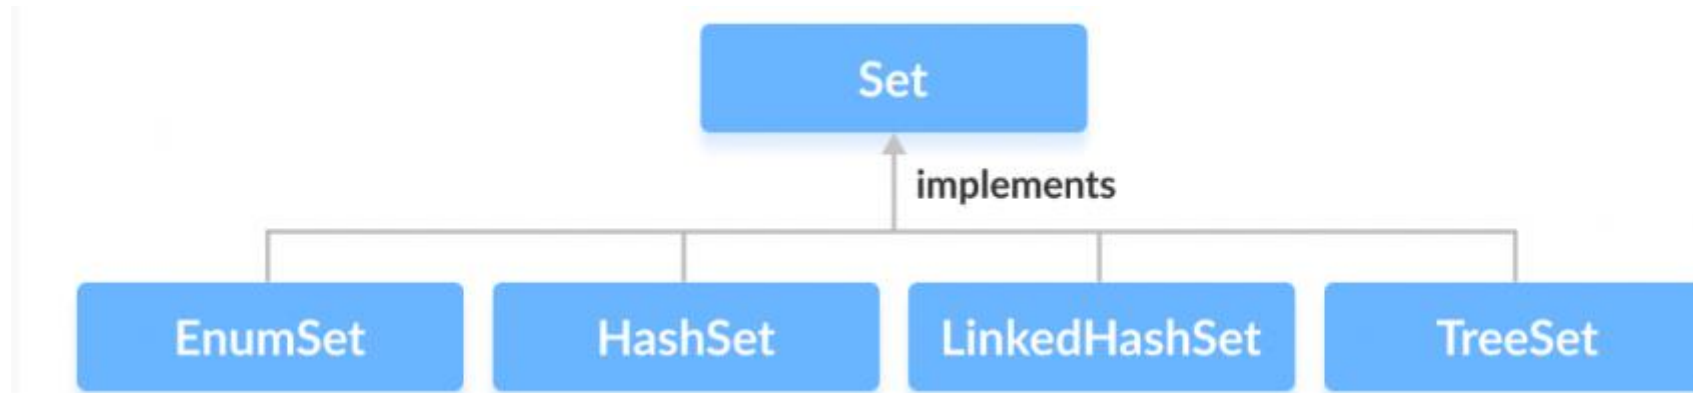 Set
implements
EnumSet
HashSet
LinkedHashSet
TreeSet